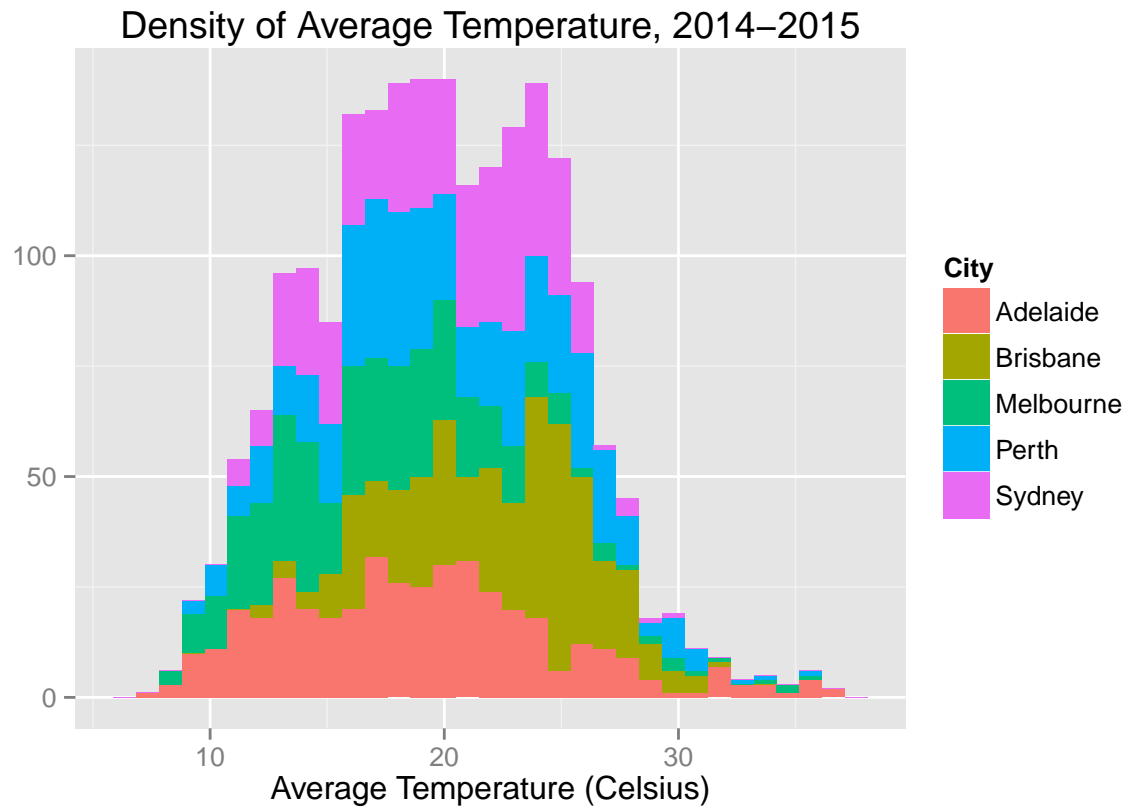 Density of Average Temperature, 2014–2015
100
50
0
10 20 30
Average Temperature (Celsius)
City
Adelaide
Brisbane
Melbourne
Perth
Sydney